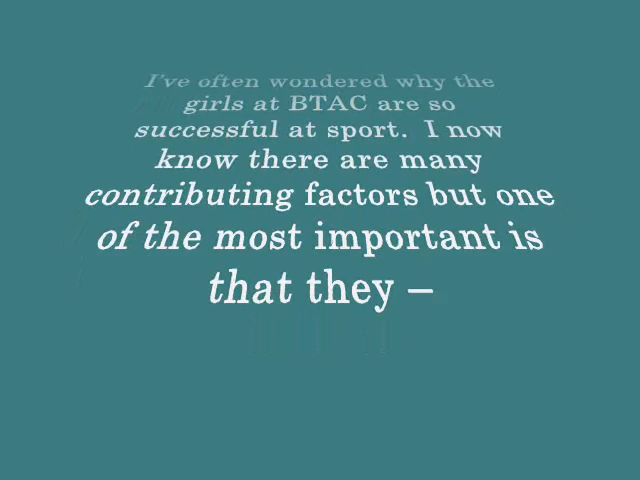 I've often wondered why the
girls at BTAC are so
successful at sport.  I now
know there are many
contributing factors but one
of the most important is
that they –